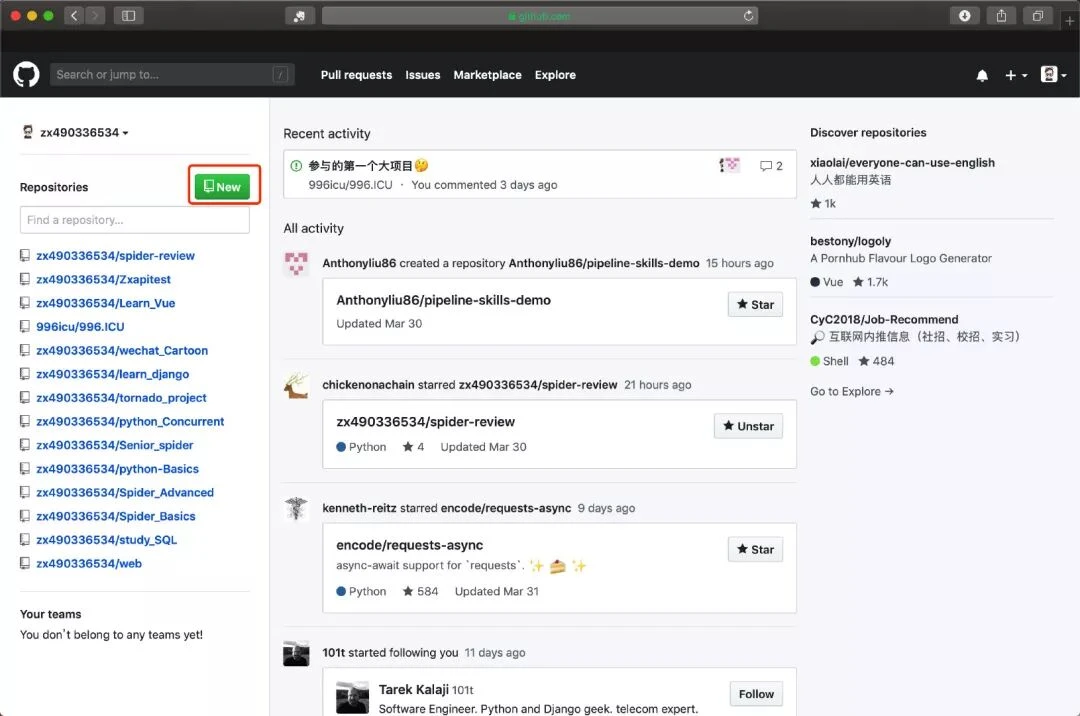 github.com
Search or jump to...
/
Pull requests
Issues
Marketplace
Explore
zx490336534
Repositories
New
Find a repository...
zx490336534/spider-review
zx490336534/Zxapitest
zx490336534/Learn_Vue
996icu/996.ICU
zx490336534/wechat_Cartoon
zx490336534/learn_django
zx490336534/tornado_project
zx490336534/python_Concurrent
zx490336534/Senior_spider
zx490336534/python-Basics
zx490336534/Spider_Advanced
zx490336534/Spider_Basics
zx490336534/study_SQL
zx490336534/web
Your teams
You don't belong to any teams yet!
Recent activity
参与的第一个大项目🤔
2
996icu/996.ICU · You commented 3 days ago
All activity
Anthonyliu86 created a repository Anthonyliu86/pipeline-skills-demo 15 hours ago
Anthonyliu86/pipeline-skills-demo
Star
Updated Mar 30
chickenonachain starred zx490336534/spider-review 21 hours ago
zx490336534/spider-review
Unstar
Python 4 Updated Mar 30
kenneth-reitz starred encode/requests-async 9 days ago
encode/requests-async
Star
async-await support for `requests`. ✨ 🍰 ✨
Python 584 Updated Mar 31
101t started following you 11 days ago
Tarek Kalaji 101t
Follow
Software Engineer. Python and Django geek. telecom expert.
Discover repositories
xiaolai/everyone-can-use-english
人人都能用英语
1k
bestony/logoly
A Pornhub Flavour Logo Generator
Vue 1.7k
CyC2018/Job-Recommend
🔎 互联网内推信息（社招、校招、实习）
Shell 484
Go to Explore →